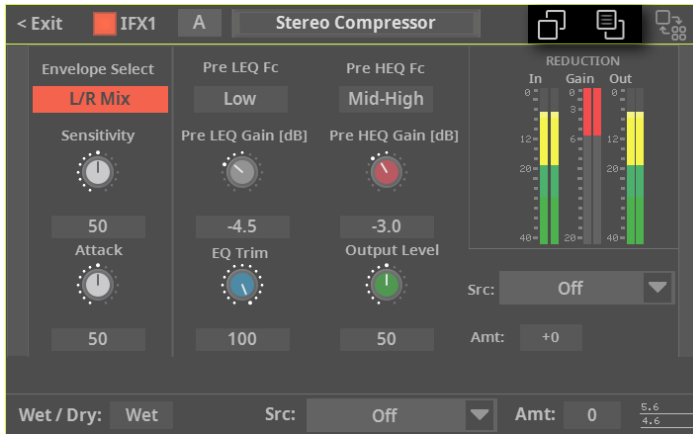 < Exit IFX1 A Stereo Compressor
Envelope Select Pre LEQ Fc Pre HEQ Fc REDUCTION
L/R Mix Low Mid-High In Gain Out
0 0 0
3
Sensitivity Pre LEQ Gain [dB] Pre HEQ Gain [dB]
12 6 12
20 20
50 -4.5 -3.0
40 20 40
Attack EQ Trim Output Level
Src: Off
50 100 50 Amt: +0
Wet / Dry: Wet Src: Off Amt: 0
5.6
4.6